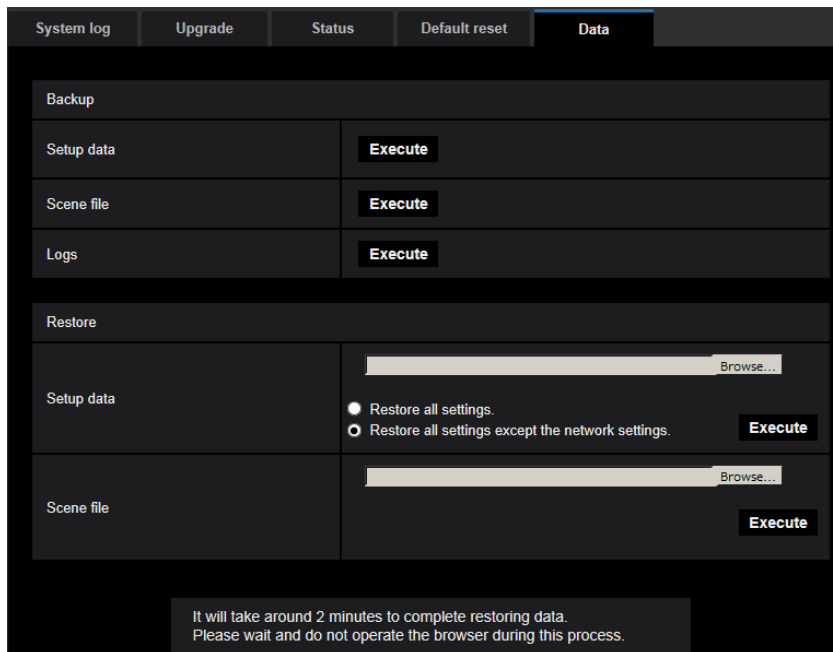 System log Upgrade Status Default reset Data
Backup
Setup data Execute
Scene file Execute
Logs Execute
Restore
Browse...
Setup data
Restore all settings.
Restore all settings except the network settings. Execute
Browse...
Scene file
Execute
It will take around 2 minutes to complete restoring data.
Please wait and do not operate the browser during this process.